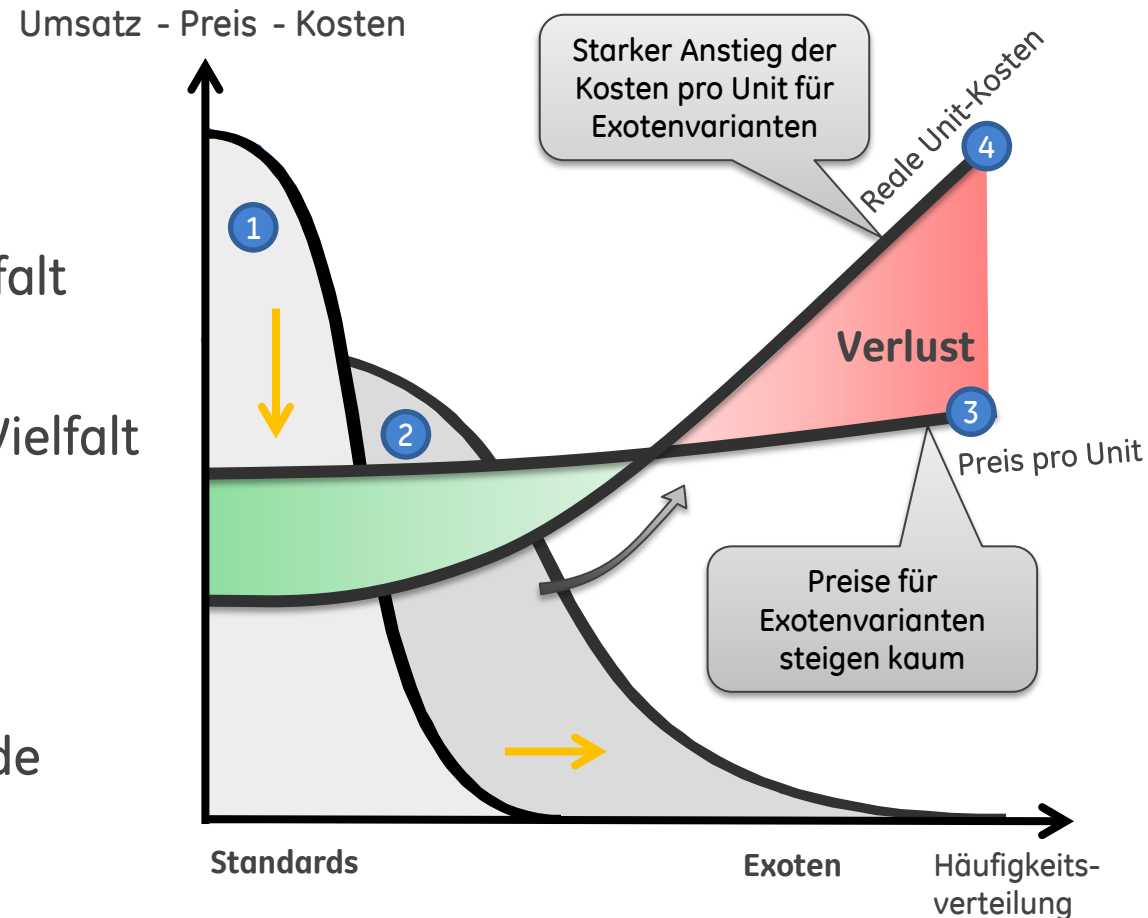 Umsatz - Preis - Kosten
Starker Anstieg der
Kosten pro Unit für
Exotenvarianten
Reale Unit-Kosten
4
1
falt
Verlust
3
2
Vielfalt
Preis pro Unit
Preise für
Exotenvarianten
steigen kaum
de
Standards
Exoten
Häufigkeits-
verteilung